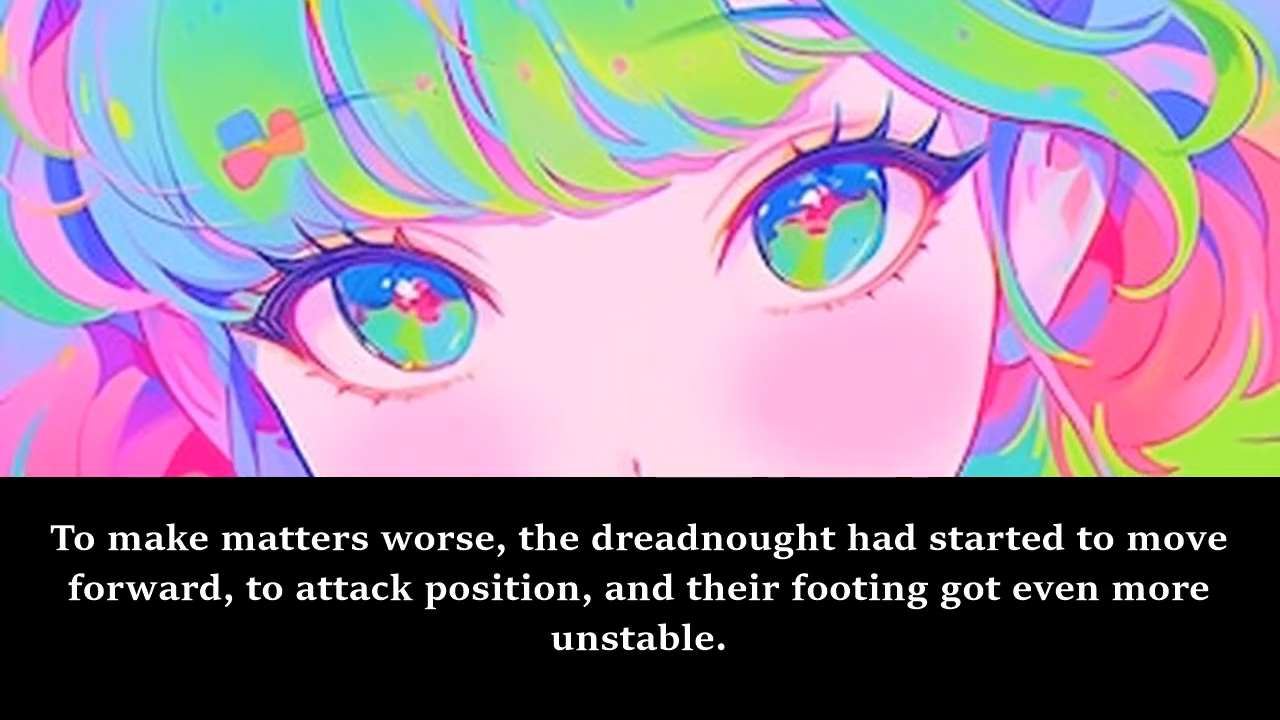 To make matters worse, the dreadnought had started to move
forward, to attack position, and their footing got even more
unstable.